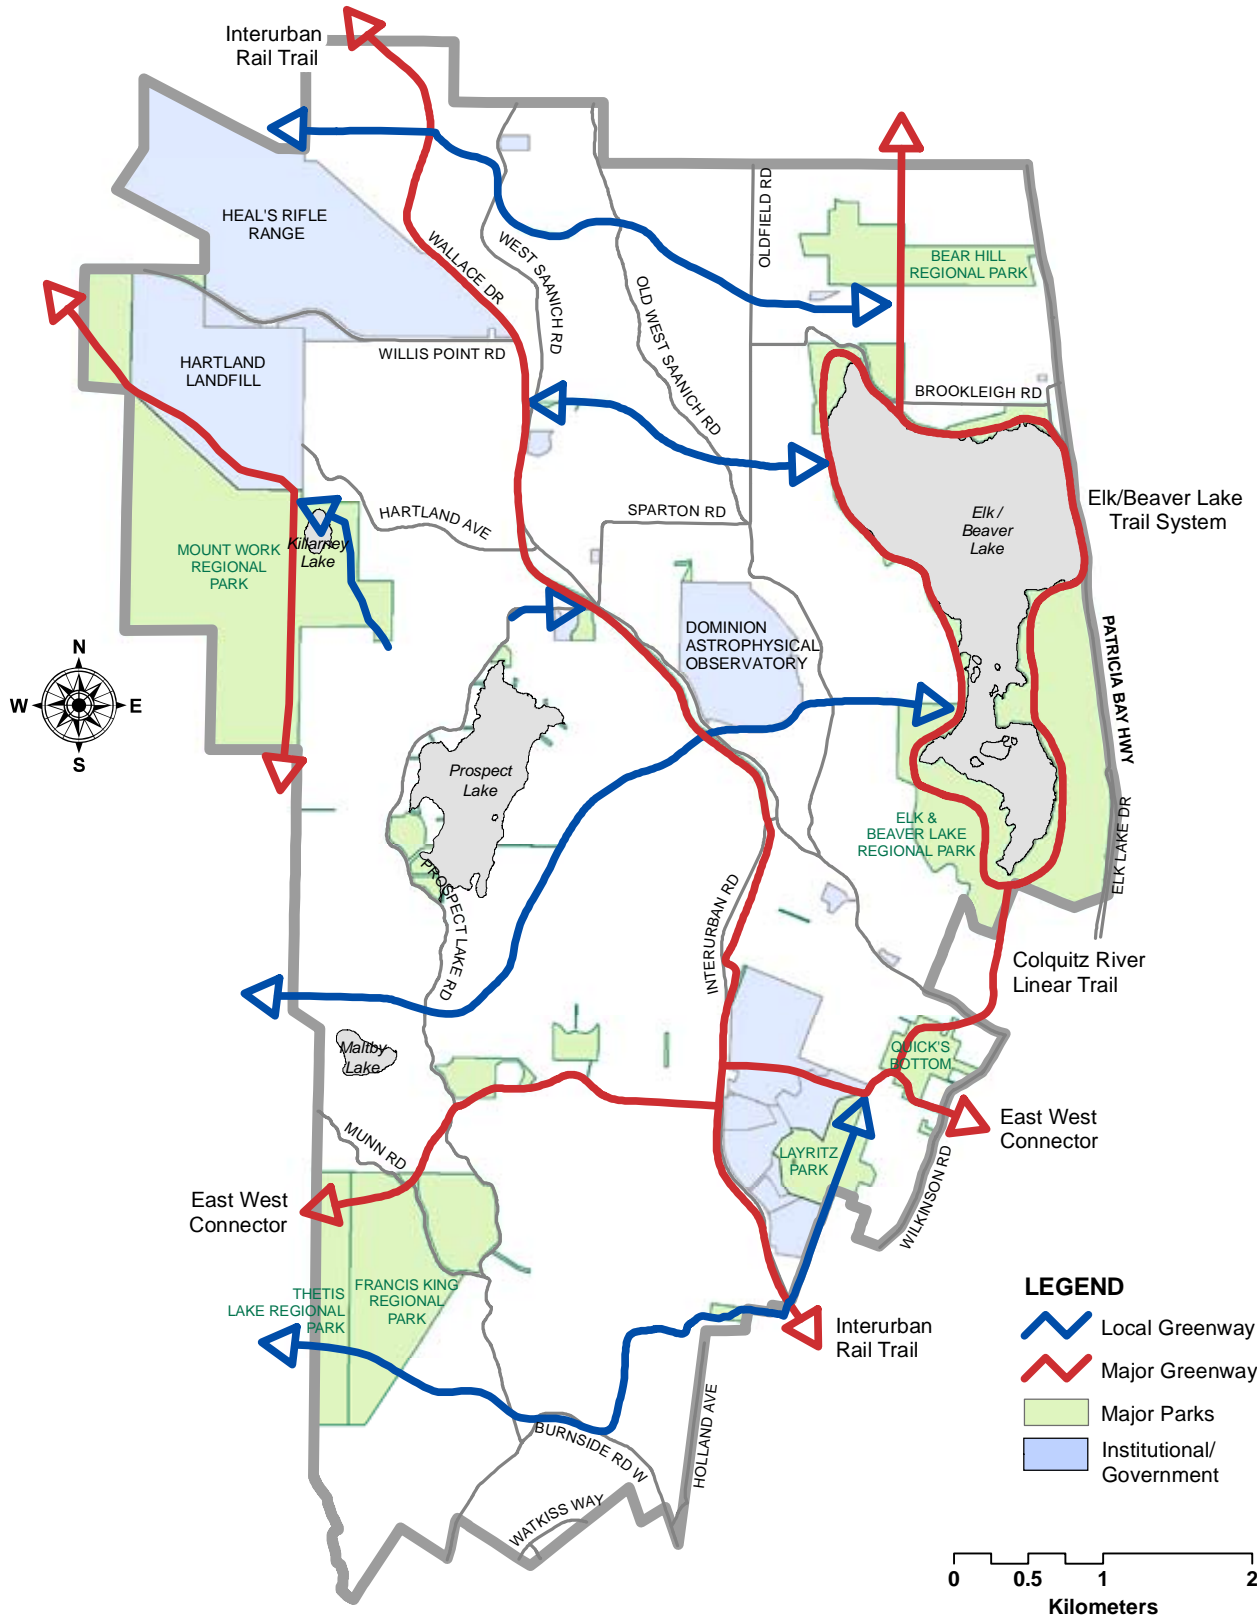 Interurban
Rail Trail
HEAL'S RIFLE
RANGE
WALLACE DR
WEST SAANICH RD
OLD WEST SAANICH RD
OLDFIELD RD
BEAR HILL
REGIONAL PARK
HARTLAND
LANDFILL
WILLIS POINT RD
BROOKLEIGH RD
Elk/Beaver Lake
Trail System
Elk /
Beaver
Lake
SPARTON RD
HARTLAND AVE
Killarney
Lake
MOUNT WORK
REGIONAL
PARK
DOMINION
ASTROPHYSICAL
OBSERVATORY
PATRICIA BAY HWY
N
W
E
S
Prospect
Lake
ELK &
BEAVER LAKE
REGIONAL PARK
ELK LAKE DR
PROSPECT LAKE RD
INTERURBAN RD
Colquitz River
Linear Trail
Maltby
Lake
QUICK'S
BOTTOM
East West
Connector
MUNN RD
LAYRITZ
PARK
WILKINSON RD
East West
Connector
THETIS
LAKE REGIONAL
PARK
FRANCIS KING
REGIONAL
PARK
Interurban
Rail Trail
HOLLAND AVE
BURNSIDE RD W
WATKISS WAY
LEGEND
Local Greenway
Major Greenway
Major Parks
Institutional/
Government
0
0.5
1
2
Kilometers